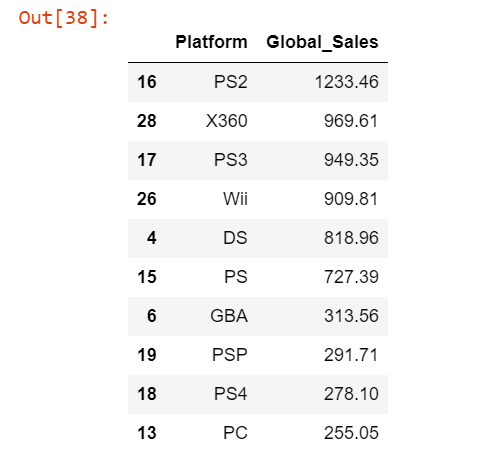 Out[38]:
Platform Global_Sales
16 PS2 1233.46
28 X360 969.61
17 PS3 949.35
26 Wii 909.81
4 DS 818.96
15 PS 727.39
6 GBA 313.56
19 PSP 291.71
18 PS4 278.10
13 PC 255.05